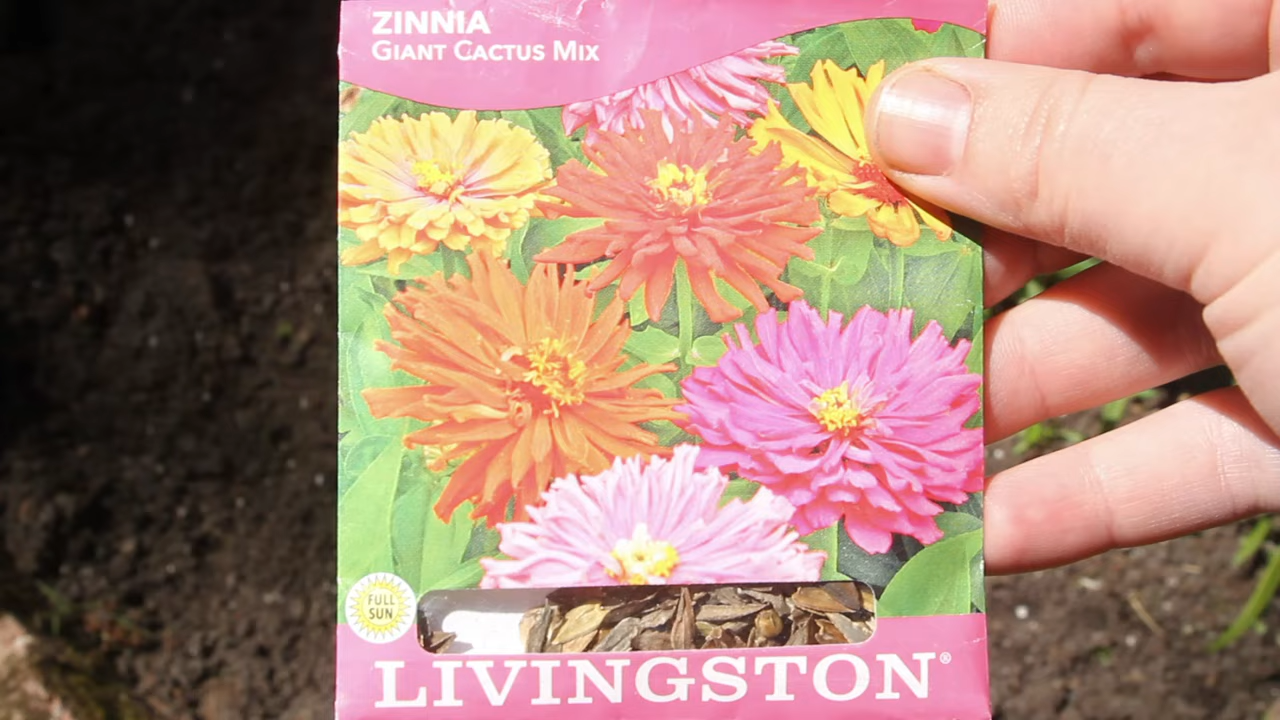 ZINNIA
GIANT CACTUS MIX
FULL
SUN
LIVINGSTON®